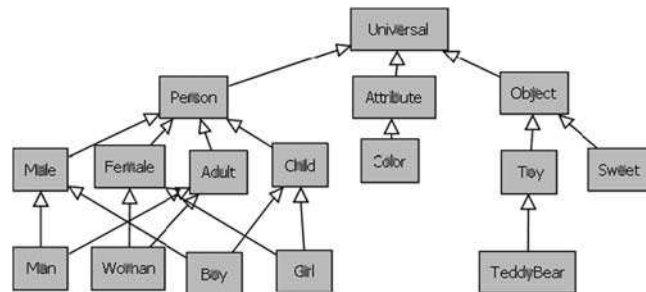 Universal
Person
Attribute
Object
Male
Female
Adult
Child
Color
Toy
Sweet
Man
Woman
Boy
Girl
TeddyBear